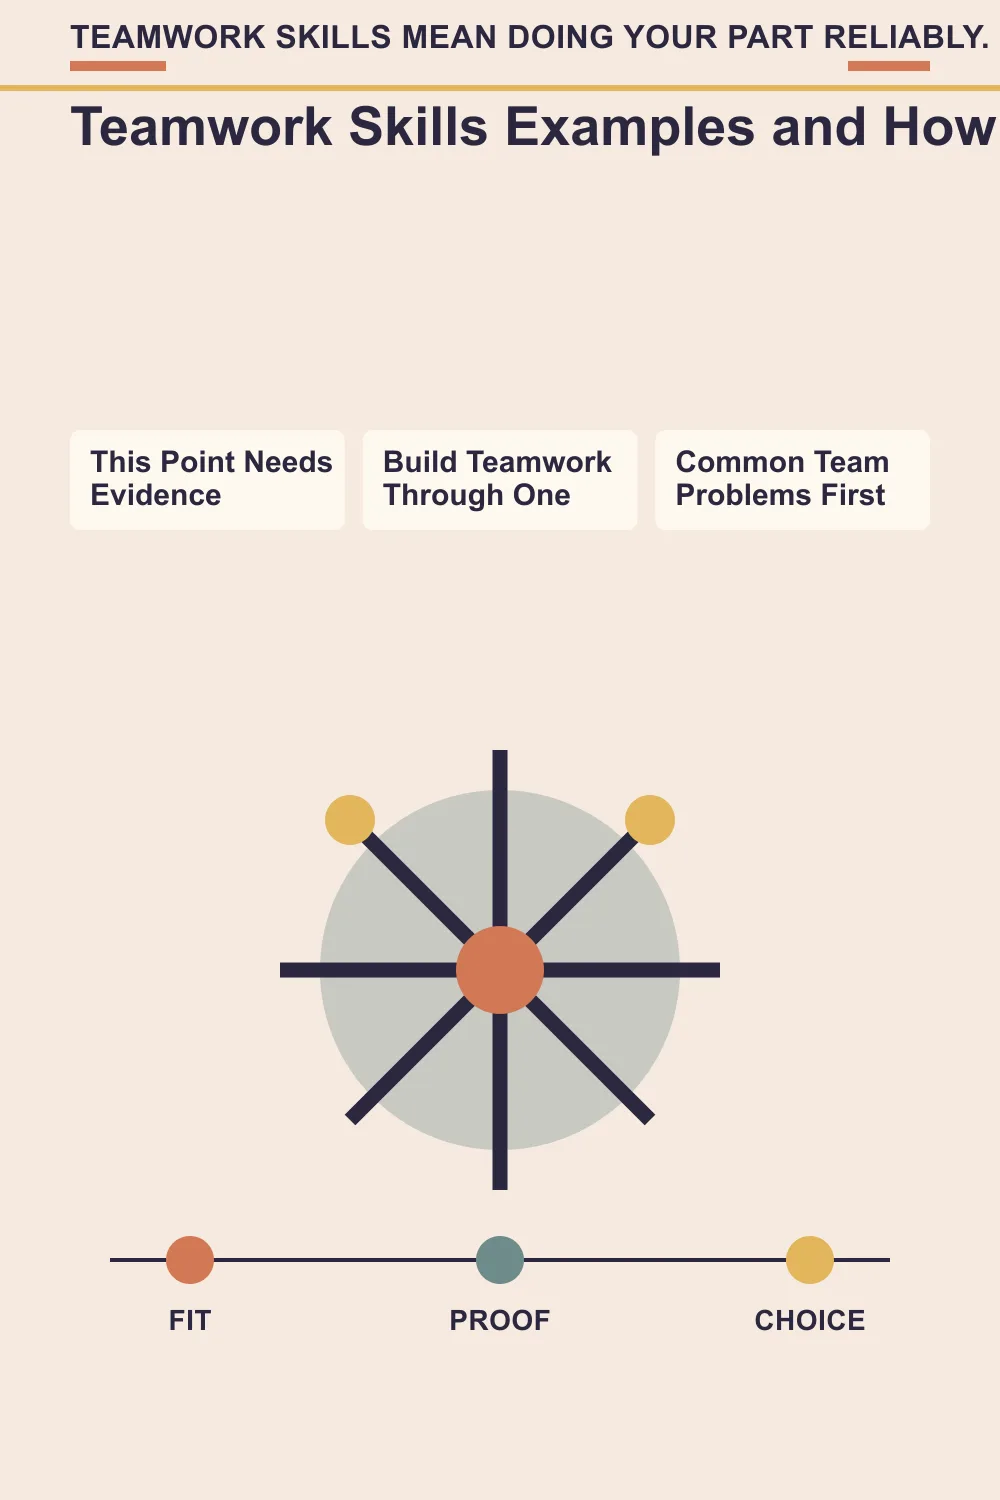 TEAMWORK SKILLS MEAN DOING YOUR PART RELIABLY.
Teamwork Skills Examples and How
This Point Needs
Evidence
Build Teamwork
Through One
Common Team
Problems First
FIT
PROOF
CHOICE